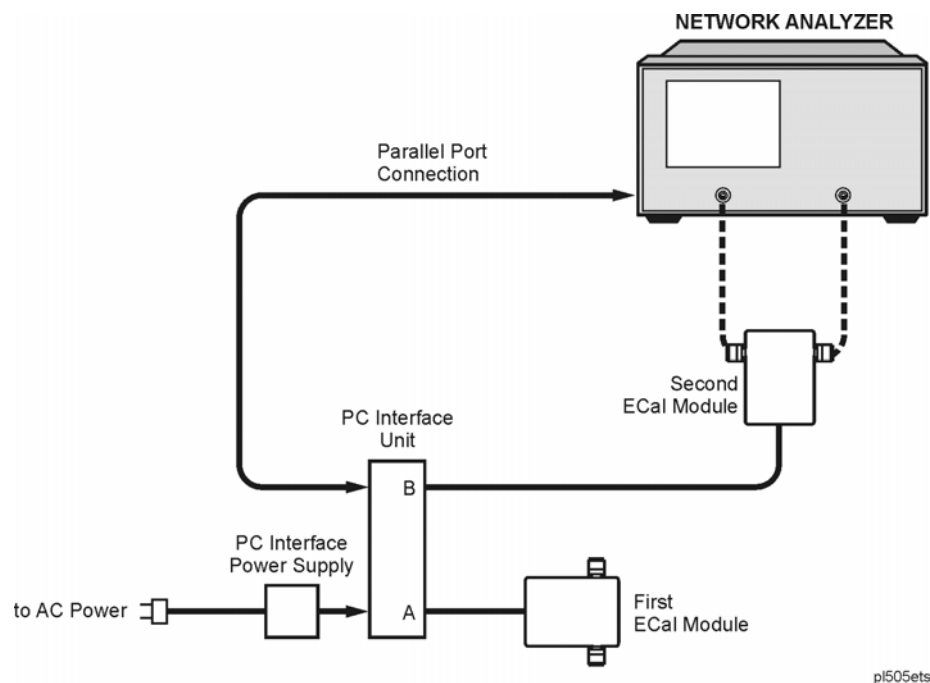 NETWORK ANALYZER
Parallel Port
Connection
Second
ECal Module
PC Interface
Unit
B
PC Interface
Power Supply
to AC Power
A
First
ECal Module
pl505ets